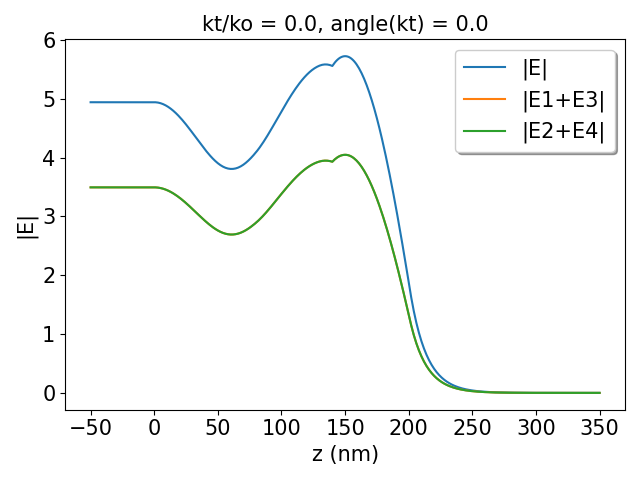 kt/ko = 0.0, angle(kt) = 0.0
|E|
|E1+E3|
|E2+E4|
|E|
6
5
4
3
2
1
0
−50 0 50 100 150 200 250 300 350
z (nm)